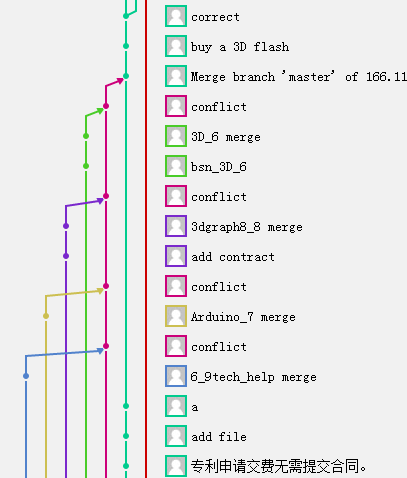 correct
buy a 3D flash
Merge branch 'master' of 166.11
conflict
3D_6 merge
bsn_3D_6
conflict
3dgraph8_8 merge
add contract
conflict
Arduino_7 merge
conflict
6_9tech_help merge
a
add file
专利申请交费无需提交合同。